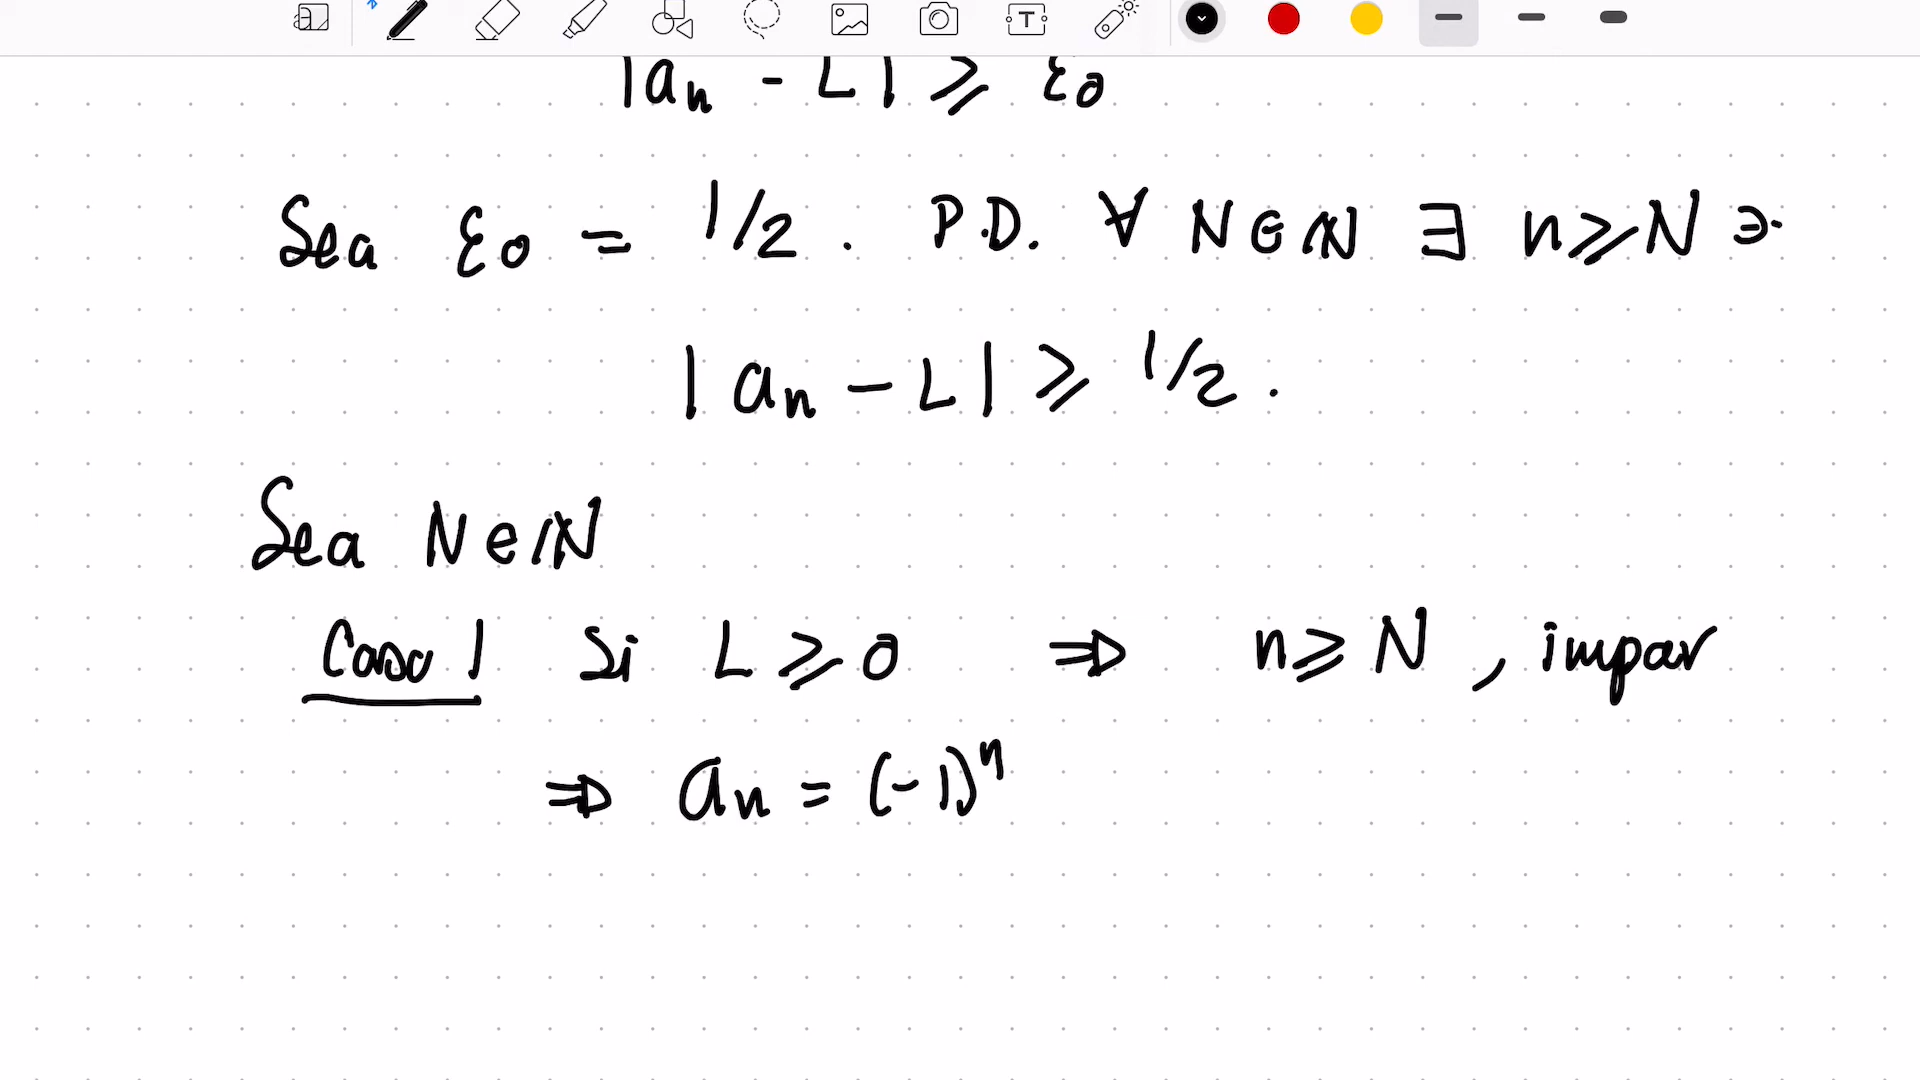 |aₙ - L| ⩾ ε₀
Sea ε₀ = 1/2 . P.D. ∀ N ∈ ℕ ∃ n ⩾ N ∋·
|aₙ - L| ⩾ 1/2 .
Sea N ∈ ℕ
Caso 1 Si L ⩾ 0 ⇒ n ⩾ N , impar
⇒ aₙ = (-1)ⁿ